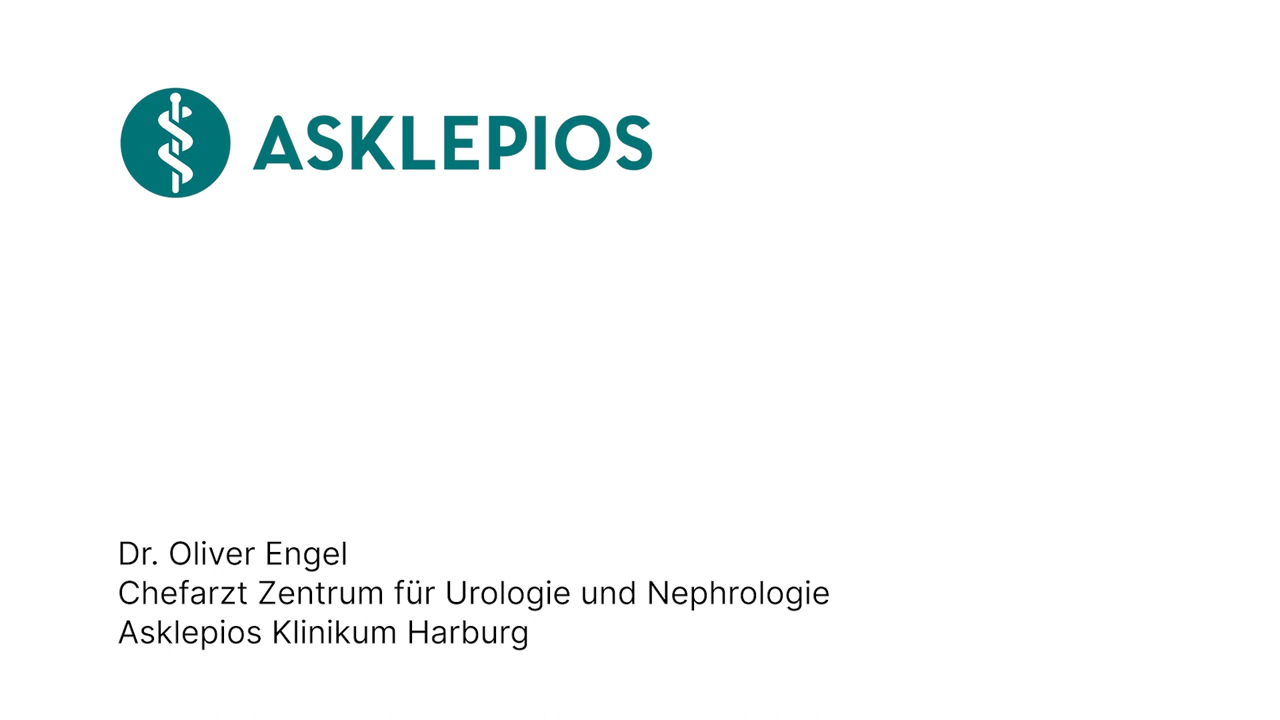 ASKLEPIOS
Dr. Oliver Engel
Chefarzt Zentrum für Urologie und Nephrologie
Asklepios Klinikum Harburg